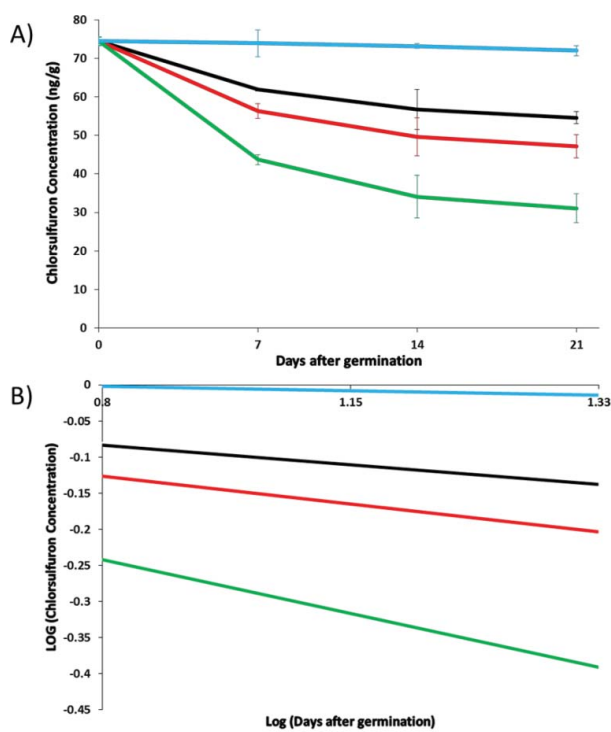 A)
80
70
60
50
40
30
20
10
0
Chlorsulfuron Concentration (ng/g)
0 7 14 21
Days after germination
B)
0
-0.05
-0.1
-0.15
-0.2
-0.25
-0.3
-0.35
-0.4
-0.45
0.8 1.15 1.33
LOG (Chlorsulfuron Concentration)
Log (Days after germination)